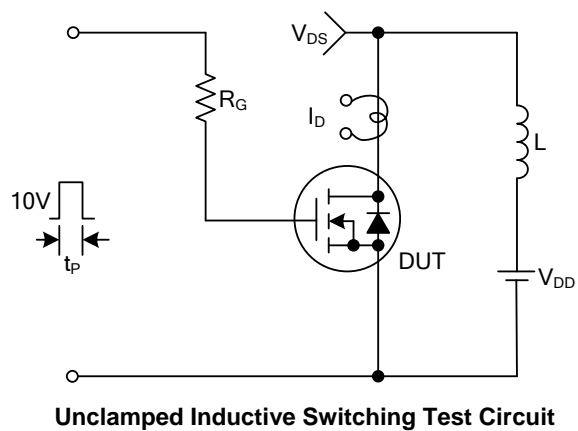 V_DS
R_G
I_D
L
10V
t_P
DUT
V_DD
Unclamped Inductive Switching Test Circuit